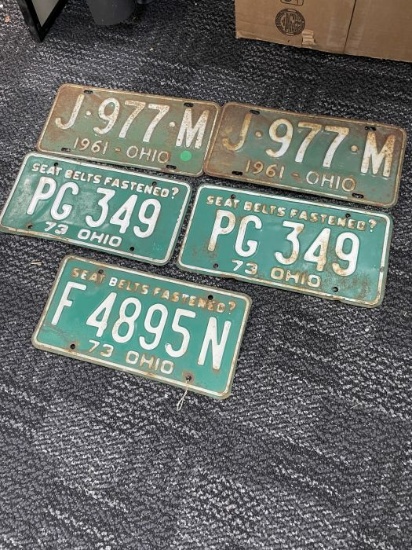 J·977·M
1961-OHIO
J·977·M
1961-OHIO
SEAT BELTS FASTENED?
PG 349
73 OHIO
SEAT BELTS FASTENED?
PG 349
73 OHIO
SEAT BELTS FASTENED?
F 4895 N
73 OHIO